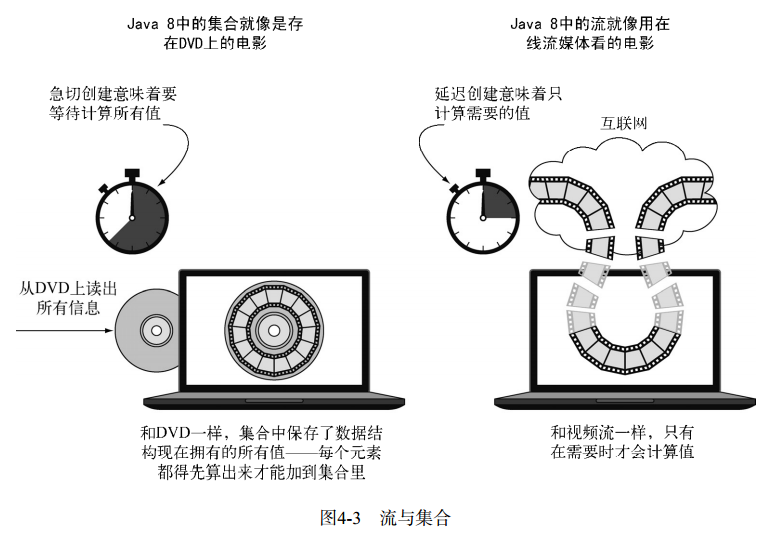 Java 8中的集合就像是存
在DVD上的电影
Java 8中的流就像用在
线流媒体看的电影
急切创建意味着要
等待计算所有值
延迟创建意味着只
计算需要的值
互联网
从DVD上读出
所有信息
和DVD一样，集合中保存了数据结
构现在拥有的所有值——每个元素
都得先算出来才能加到集合里
和视频流一样，只有
在需要时才会计算值
图4-3 流与集合